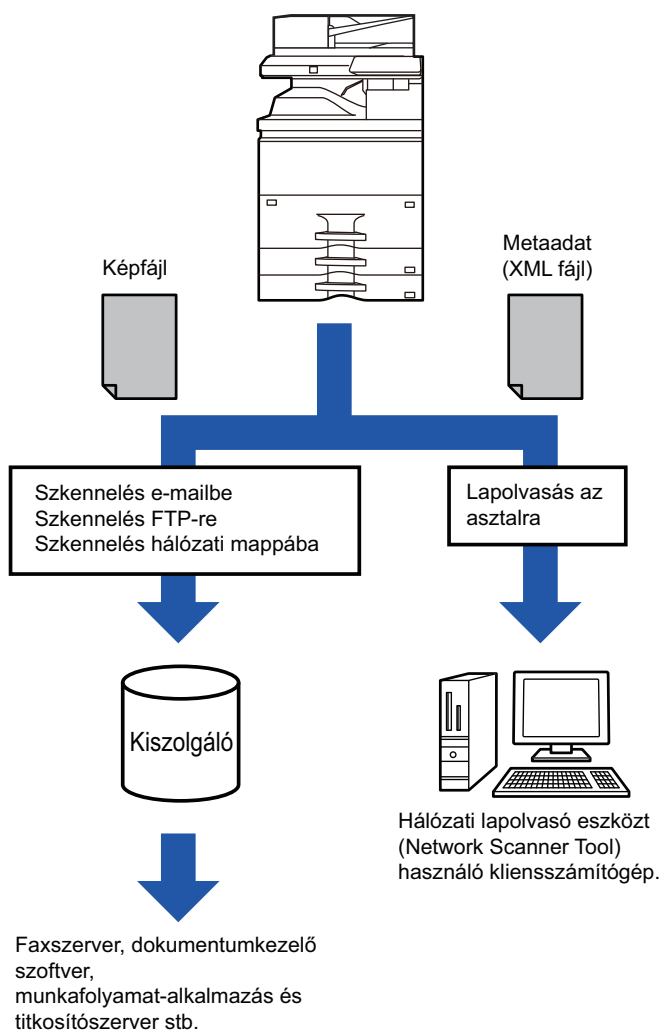 Képfájl
Metaadat
(XML fájl)
Szkennelés e-mailbe
Szkennelés FTP-re
Szkennelés hálózati mappába
Lapolvasás az
asztalra
Kiszolgáló
Hálózati lapolvasó eszközt
(Network Scanner Tool)
használó kliensszámítógép.
Faxszerver, dokumentumkezelő
szoftver,
munkafolyamat-alkalmazás és
titkosítószerver stb.